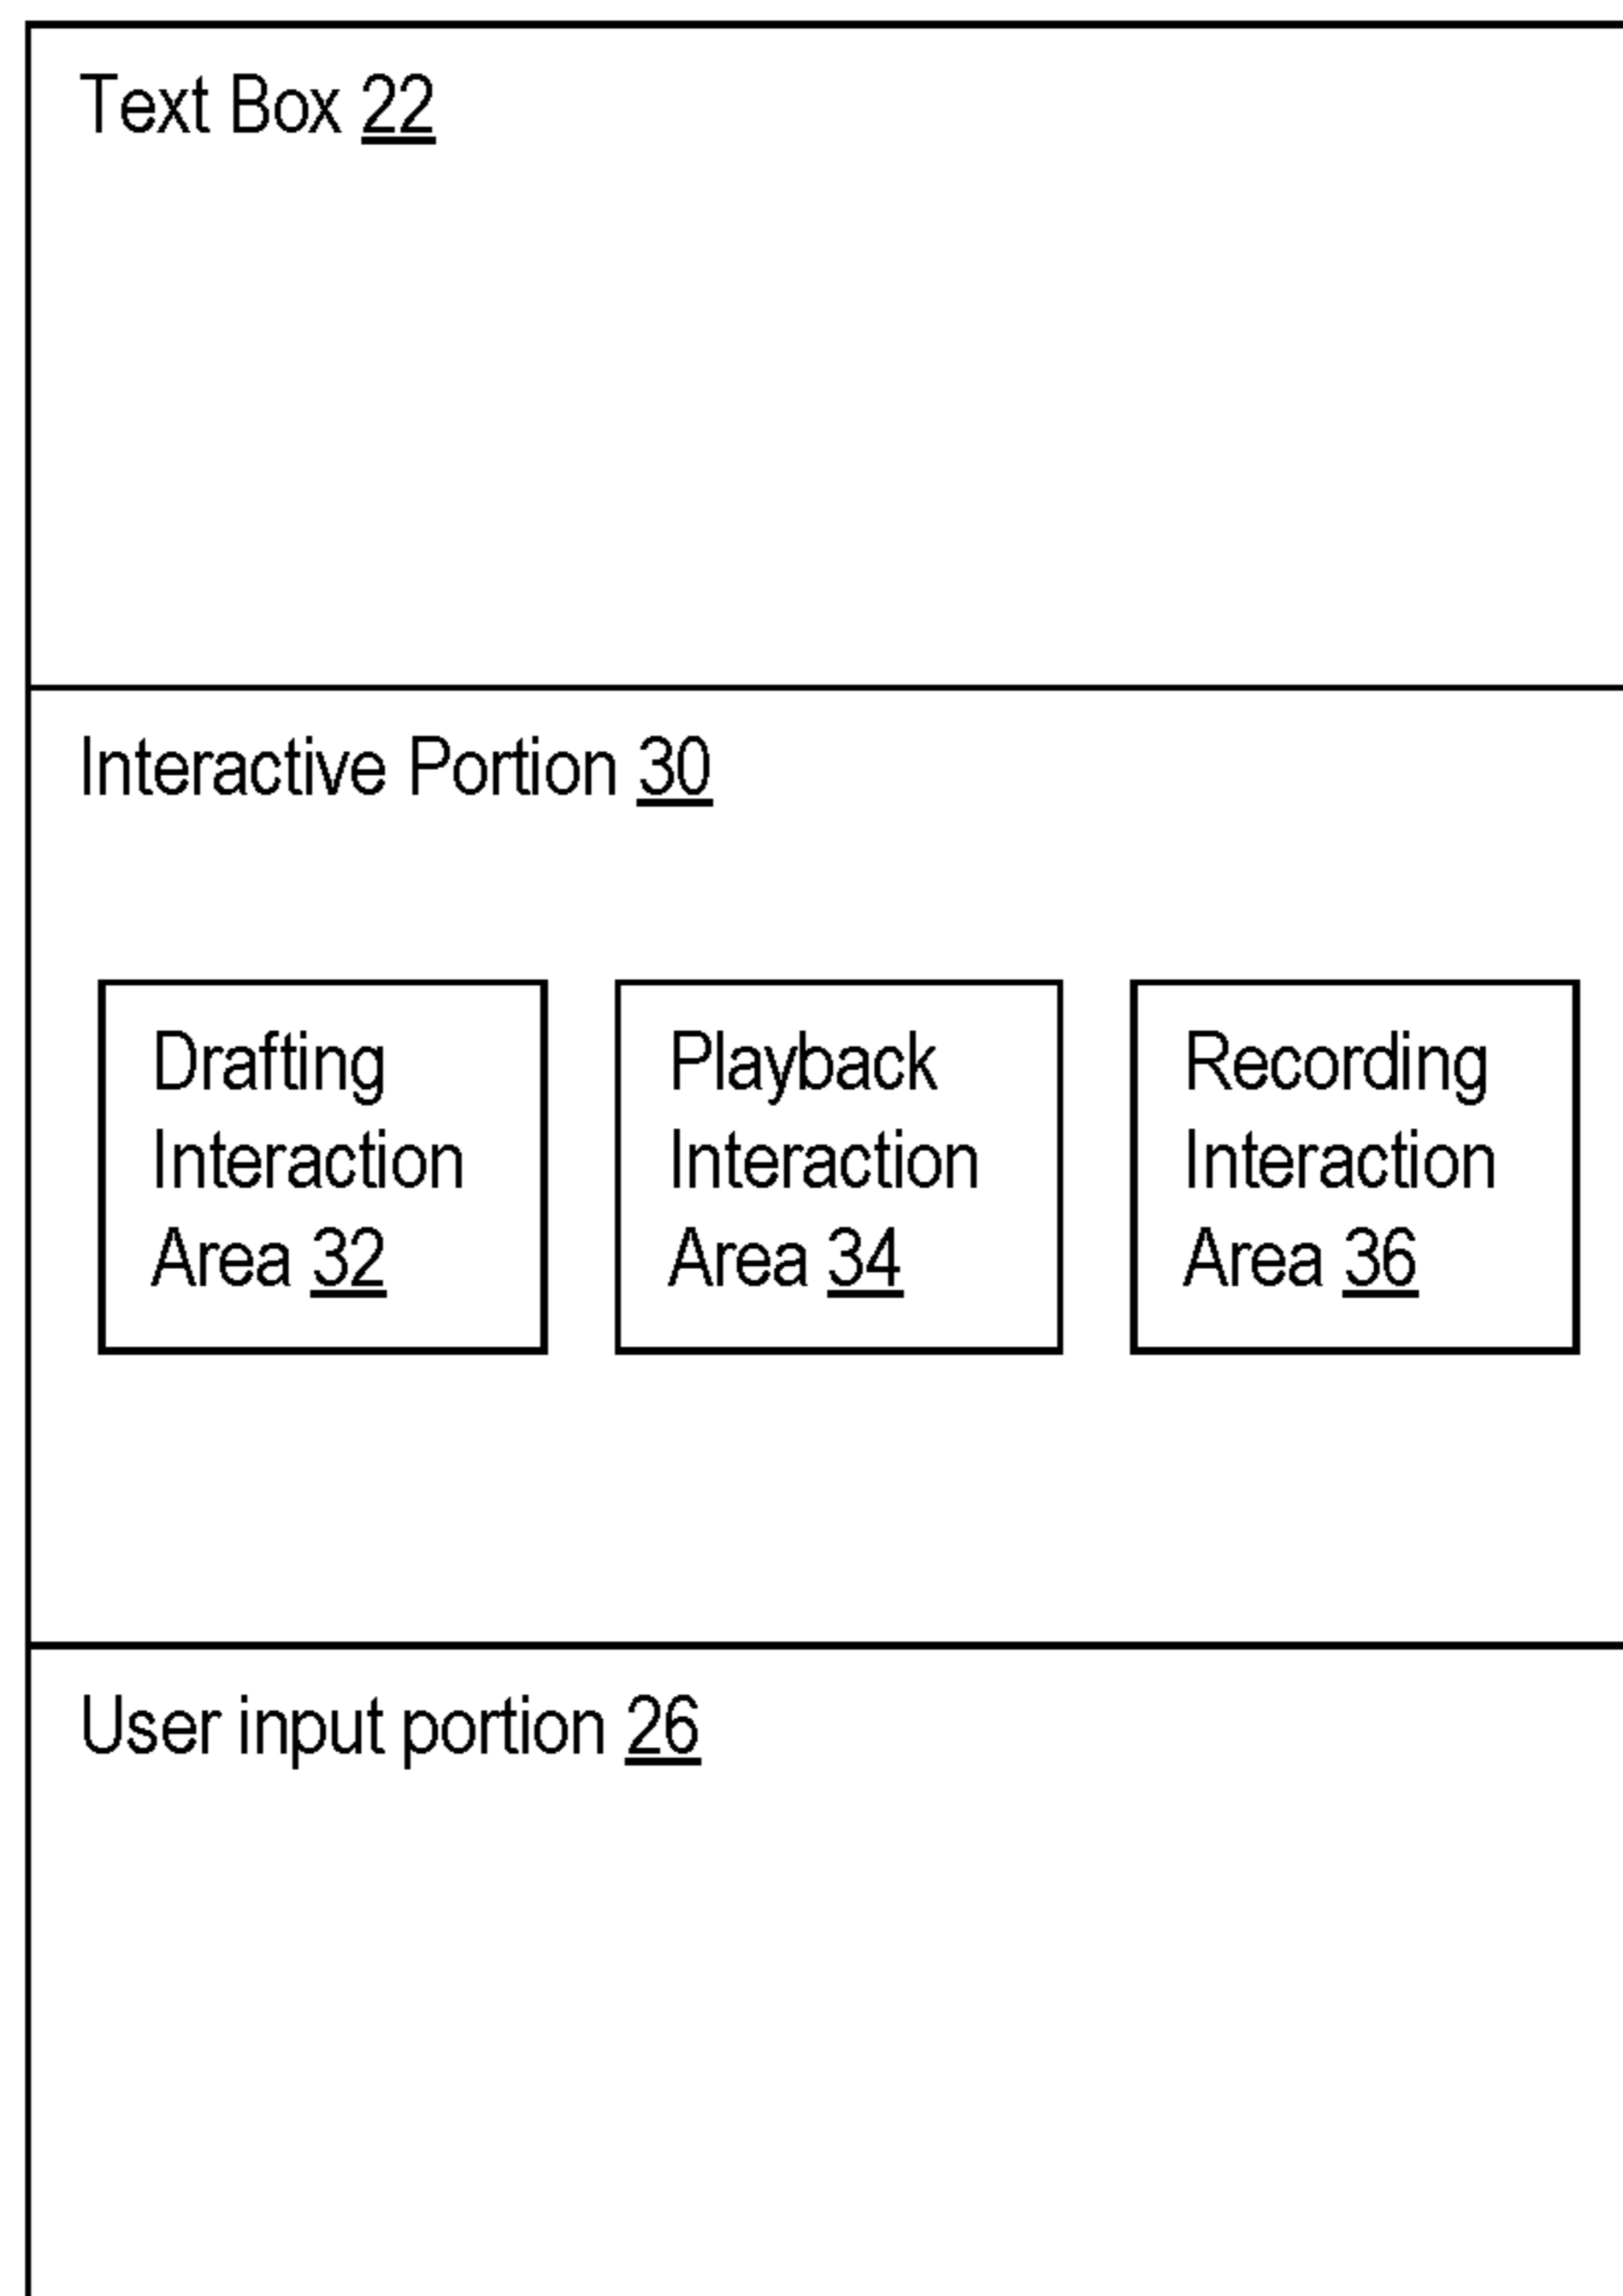 Text Box 22
Interactive Portion 30
Drafting
Interaction
Area 32
Playback
Interaction
Area 34
Recording
Interaction
Area 36
User input portion 26